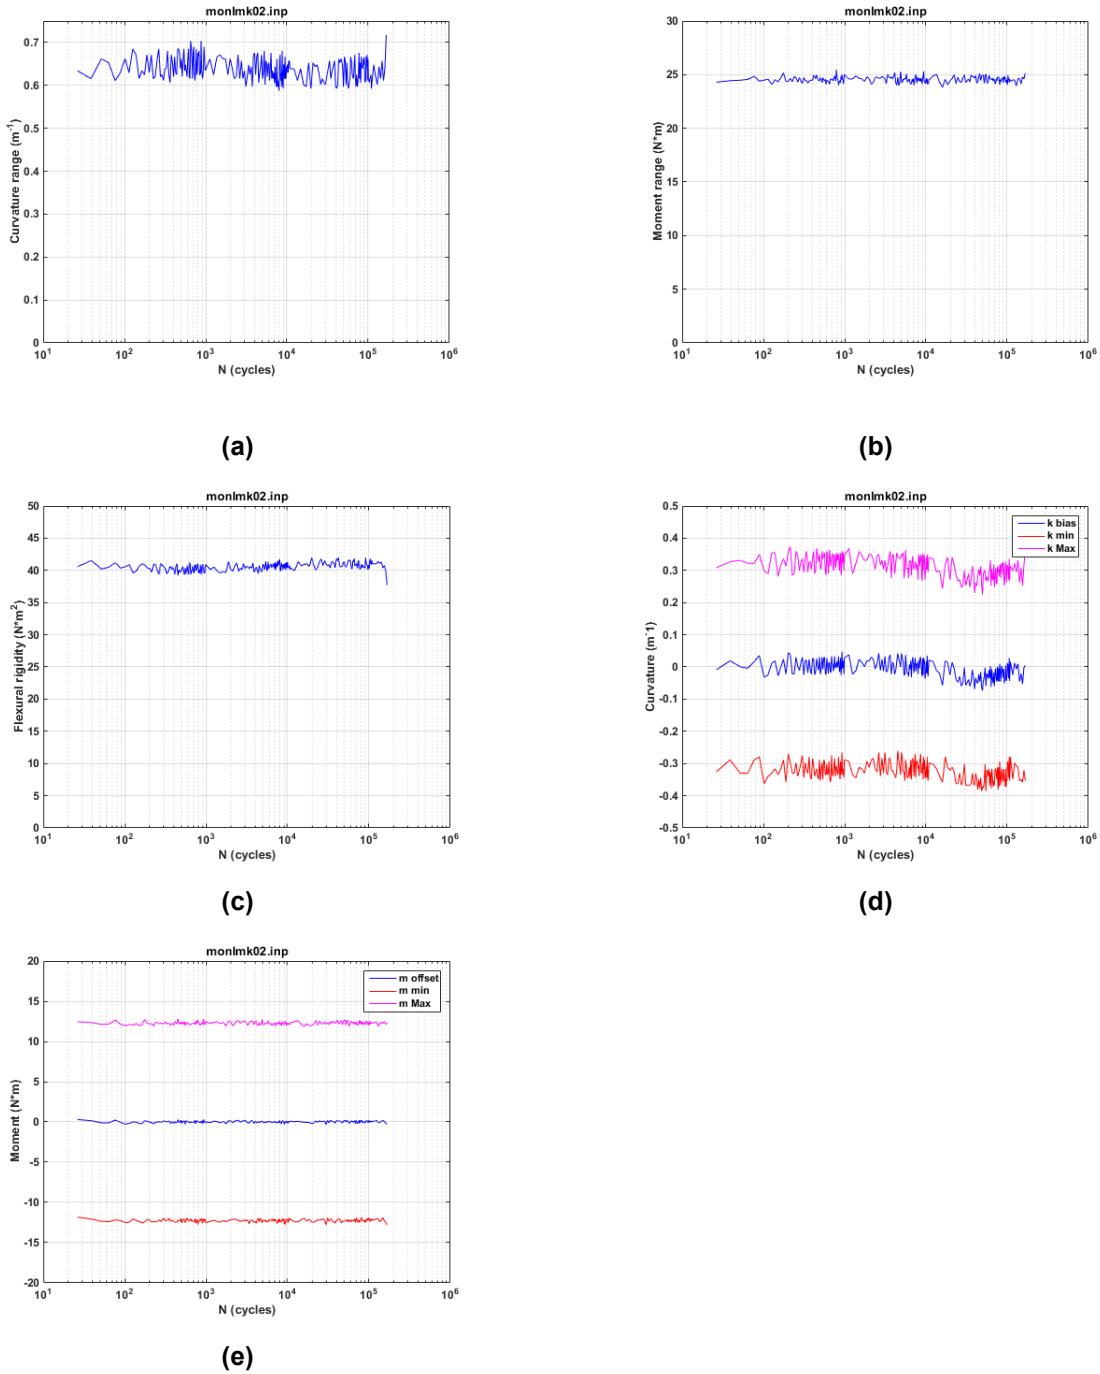 monlmk02.inp
0.7
0.6
0.5
0.4
0.3
0.2
0.1
0
Curvature range (m⁻¹)
10¹ 10² 10³ 10⁴ 10⁵ 10⁶
N (cycles)
(a)
monlmk02.inp
30
25
20
15
10
5
0
Moment range (N*m)
10¹ 10² 10³ 10⁴ 10⁵ 10⁶
N (cycles)
(b)
monlmk02.inp
50
45
40
35
30
25
20
15
10
5
0
Flexural rigidity (N*m²)
10¹ 10² 10³ 10⁴ 10⁵ 10⁶
N (cycles)
(c)
monlmk02.inp
k bias
k min
k Max
0.5
0.4
0.3
0.2
0.1
0
-0.1
-0.2
-0.3
-0.4
-0.5
Curvature (m⁻1)
10¹ 10² 10³ 10⁴ 10⁵ 10⁶
N (cycles)
(d)
monlmk02.inp
m offset
m min
m Max
20
15
10
5
0
-5
-10
-15
-20
Moment (N*m)
10¹ 10² 10³ 10⁴ 10⁵ 10⁶
N (cycles)
(e)